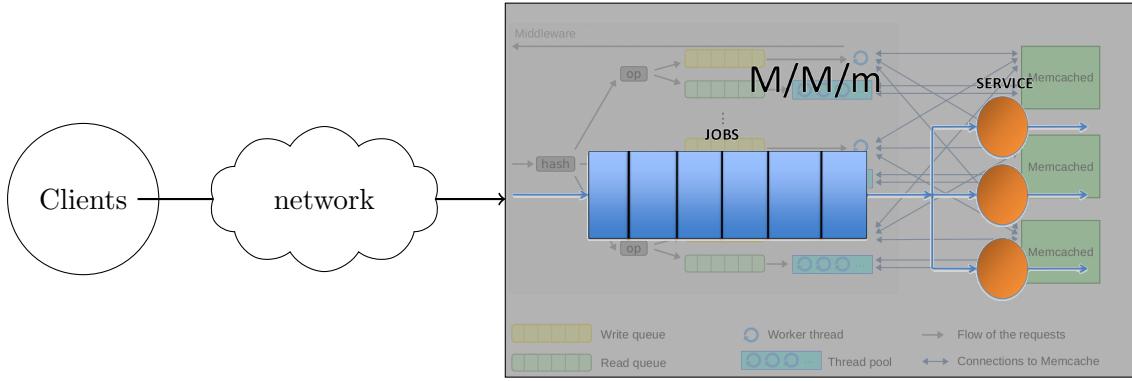 Clients
network
Middleware
op
M/M/m
SERVICE
Memcached
JOBS
hash
Memcached
op
Memcached
Write queue
Worker thread
Flow of the requests
Read queue
Thread pool
Connections to Memcache